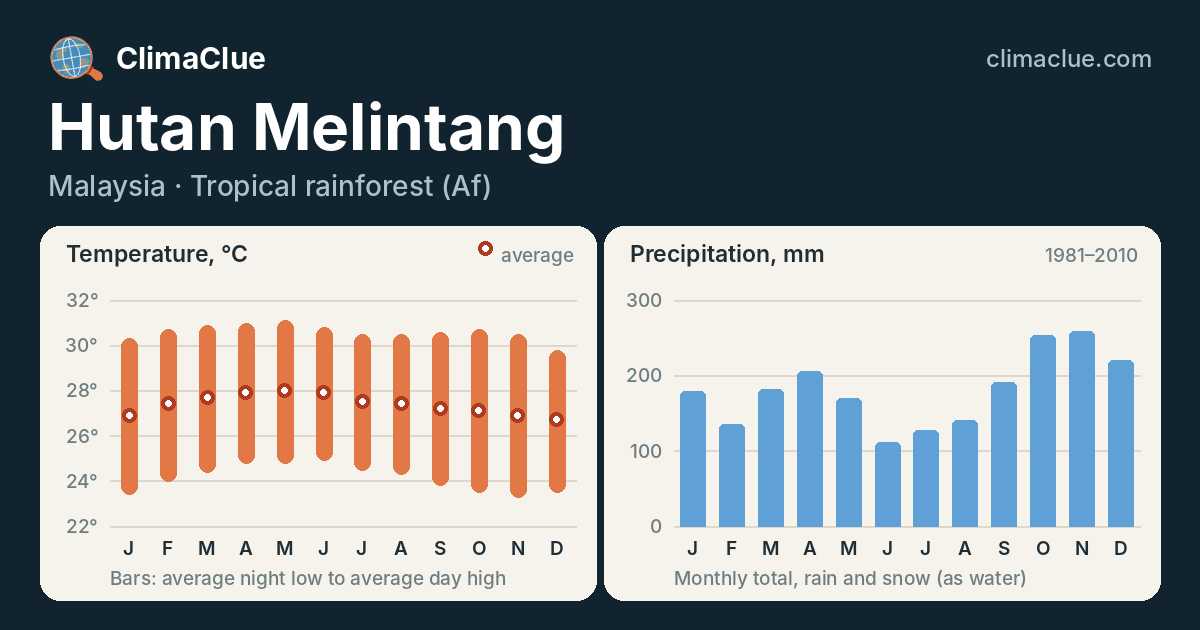 ClimaClue
climaclue.com
Hutan Melintang
Malaysia · Tropical rainforest (Af)
Temperature, °C
average
32°
30°
28°
26°
24°
22°
J F M A M J J A S O N D
Bars: average night low to average day high
Precipitation, mm
1981–2010
300
200
100
0
J F M A M J J A S O N D
Monthly total, rain and snow (as water)